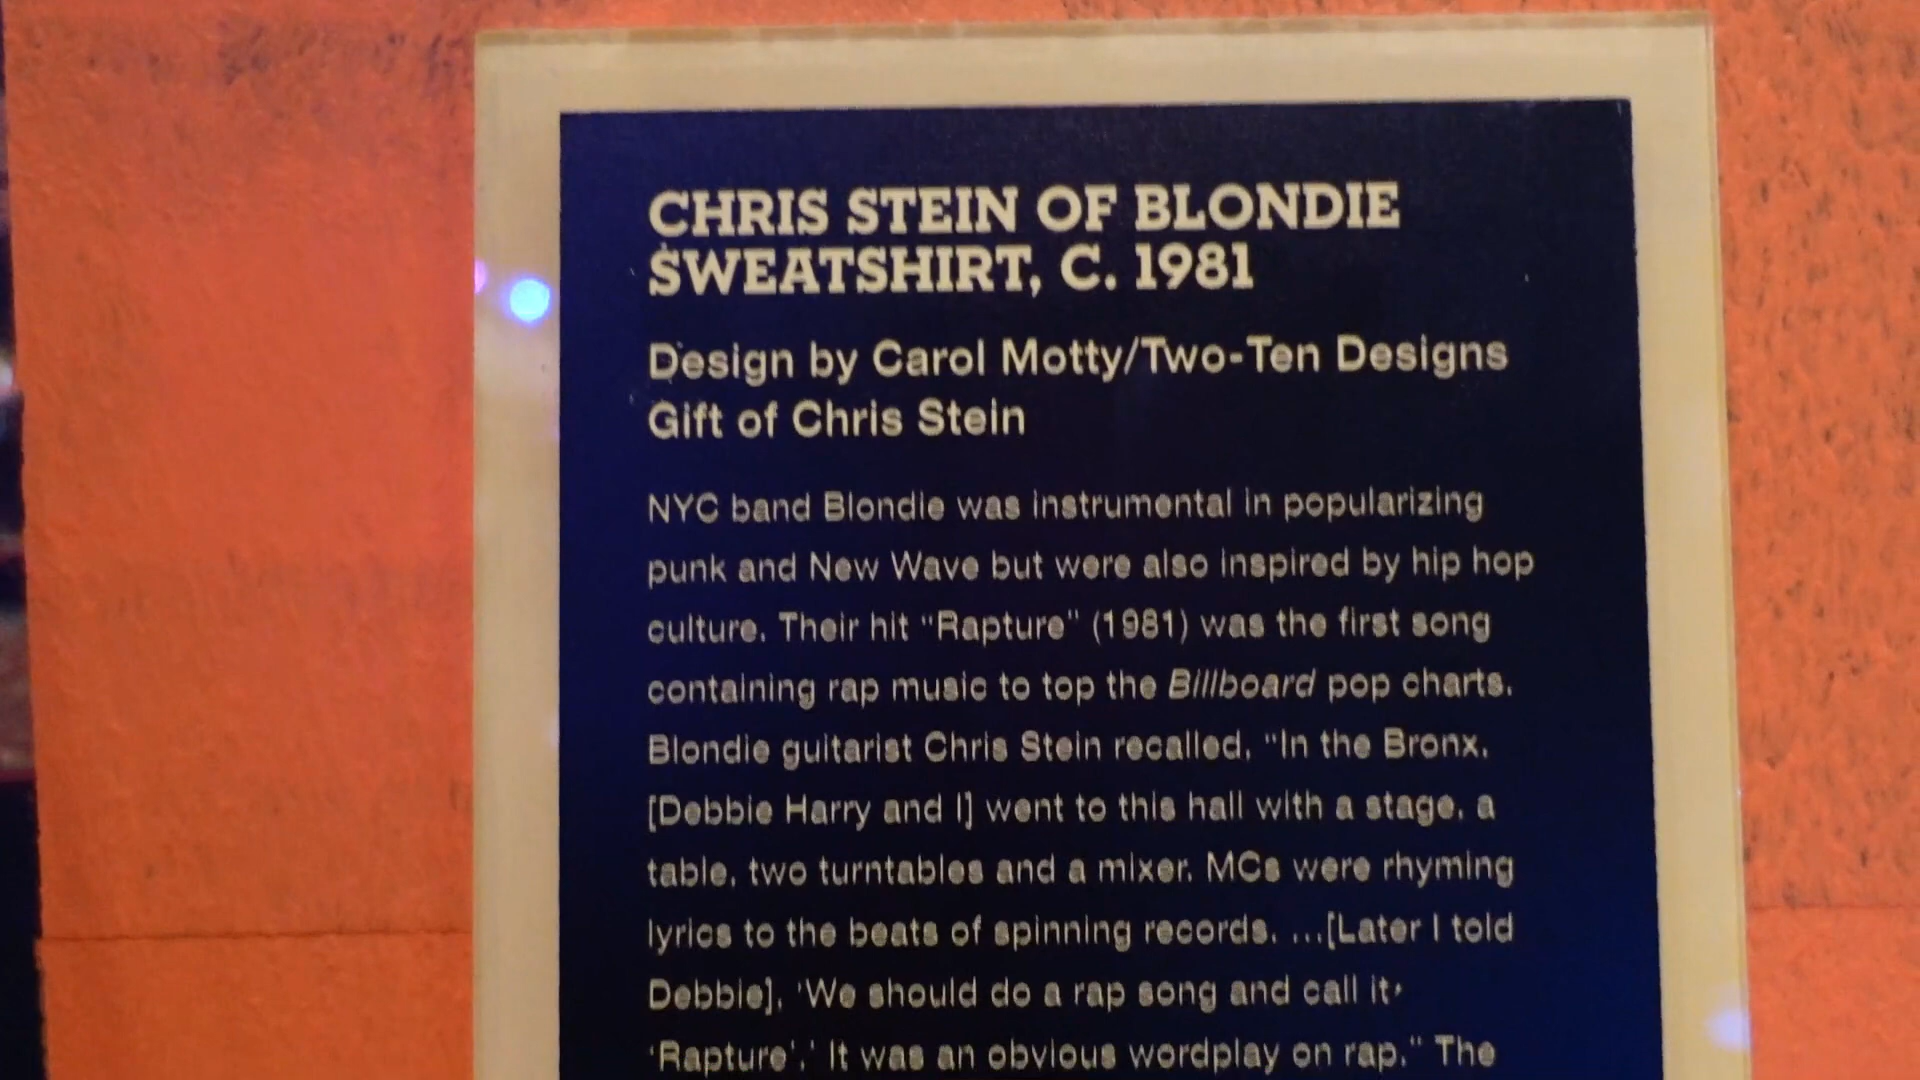 CHRIS STEIN OF BLONDIE
SWEATSHIRT, C. 1981
Design by Carol Motty/Two-Ten Designs
Gift of Chris Stein
NYC band Blondie was instrumental in popularizing
punk and New Wave but were also inspired by hip hop
culture. Their hit “Rapture” (1981) was the first song
containing rap music to top the Billboard pop charts.
Blondie guitarist Chris Stein recalled, “In the Bronx,
[Debbie Harry and I] went to this hall with a stage, a
table, two turntables and a mixer. MCs were rhyming
lyrics to the beats of spinning records. ...[Later I told
Debbie], ‘We should do a rap song and call it
‘Rapture’.’ It was an obvious wordplay on rap.” The